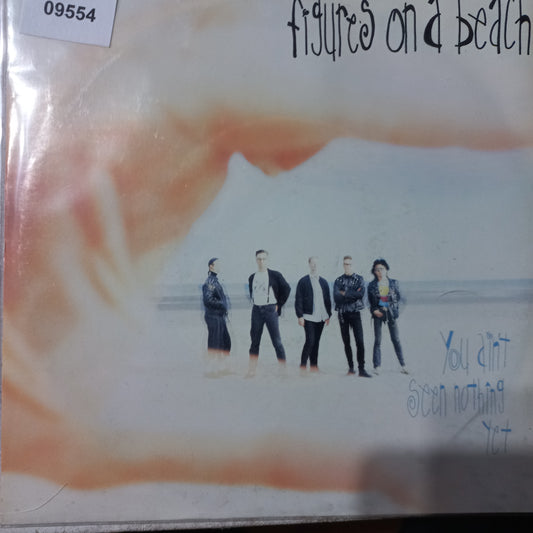 09554
figures on a beach
You ain't
seen nothing
yet